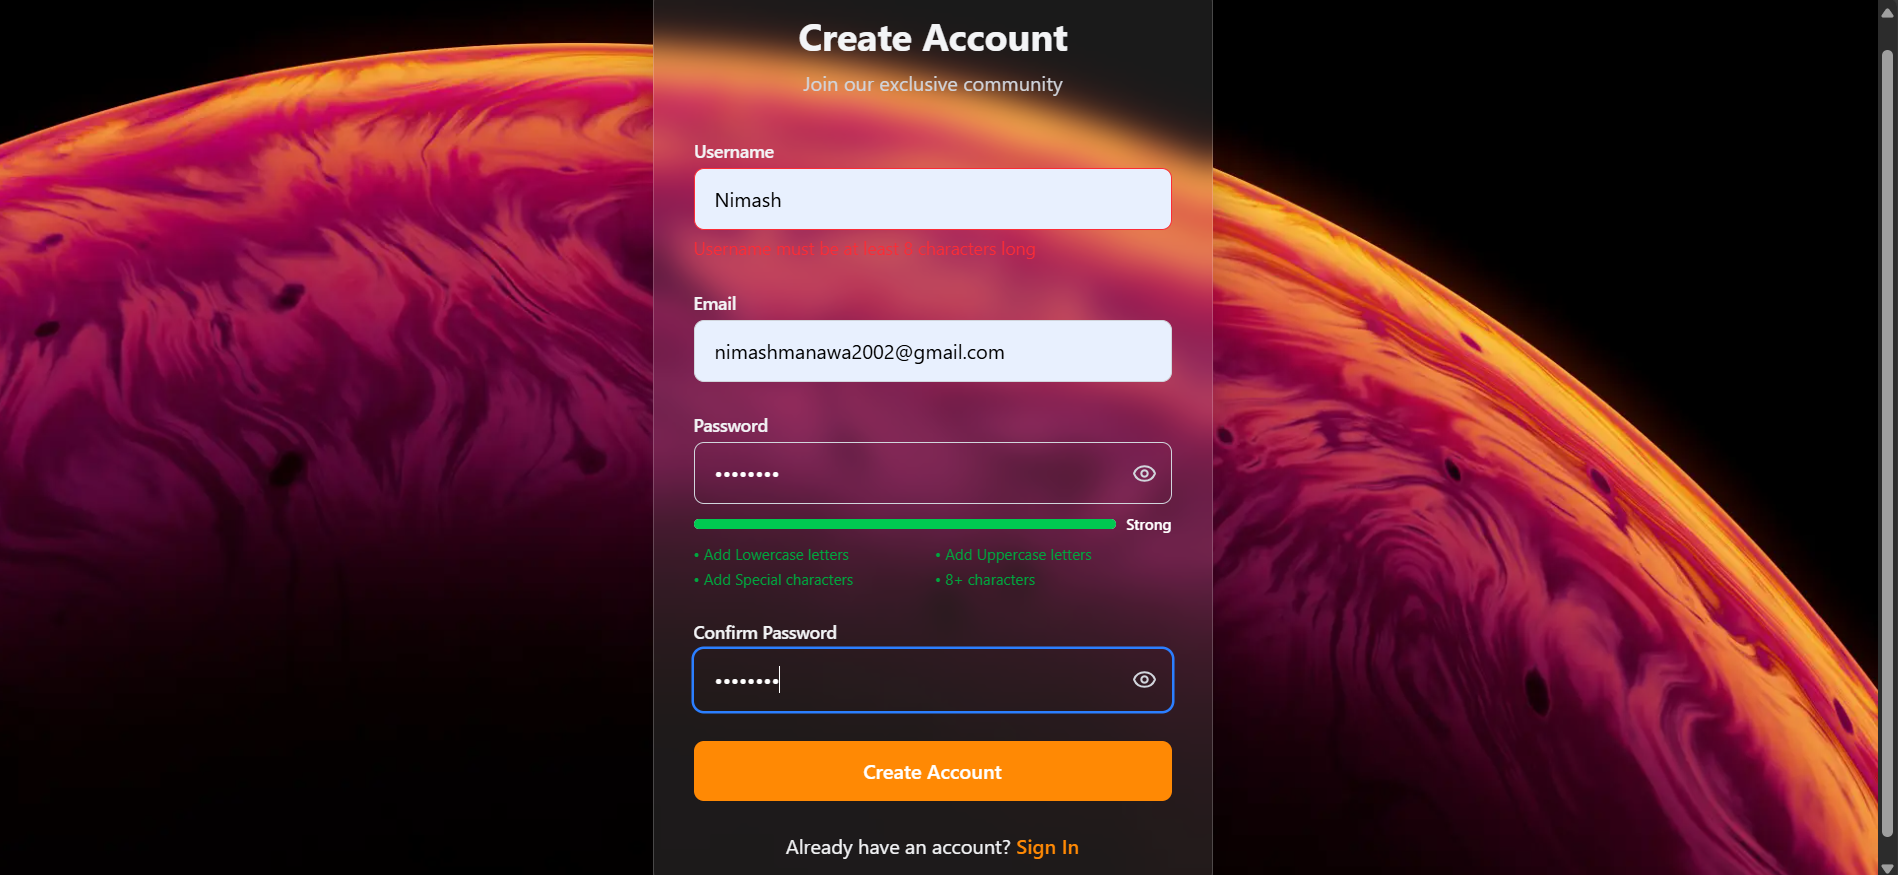 Create Account
Join our exclusive community
Username
Nimash
Username must be at least characters long
Email
nimashmanawa2002@gmail.com
Password
••••••••
Strong
• Add Lowercase letters • Add Uppercase letters
• Add Special characters • 8+ characters
Confirm Password
••••••••
Create Account
Already have an account? Sign In